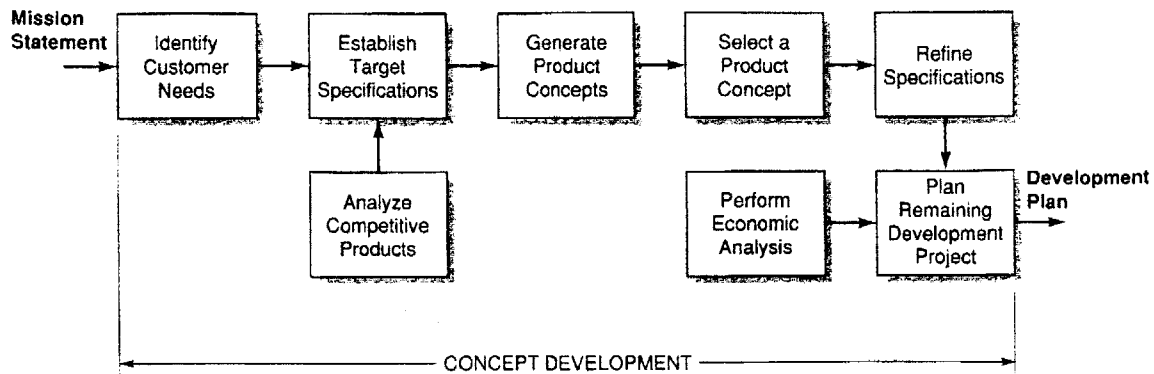 Mission
Statement
Identify
Customer
Needs
Establish
Target
Specifications
Generate
Product
Concepts
Select a
Product
Concept
Refine
Specifications
Analyze
Competitive
Products
Perform
Economic
Analysis
Plan
Remaining
Development
Project
Development
Plan
CONCEPT DEVELOPMENT